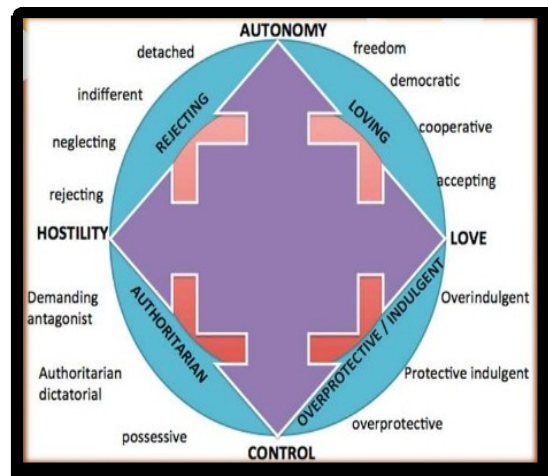 AUTONOMY
detached
freedom
indifferent
democratic
REJECTING
LOVING
neglecting
cooperative
rejecting
accepting
HOSTILITY
LOVE
Demanding
antagonist
AUTHORITARIAN
OVERPROTECTIVE / INDULGENT
Overindulgent
Authoritarian
dictatorial
Protective indulgent
possessive
overprotective
CONTROL